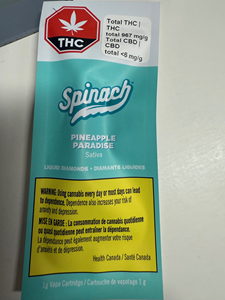 THC
Total THC |
THC
total 967 mg/g
Total CBD |
CBD
total <6 mg/g
Spinach
PINEAPPLE
PARADISE
Sativa
LIQUID DIAMONDS • DIAMANTS LIQUIDES
WARNING: Using cannabis every day or most days can lead
to dependence. Dependence also increases your risk of
anxiety and depression.
MISE EN GARDE : La consommation de cannabis quotidienne
ou quasi quotidienne peut entraîner la dépendance.
La dépendance peut également augmenter votre risque
d'anxiété et de dépression.
Health Canada / Santé Canada
1g Vape Cartridge / Cartouche de vapotage 1 g